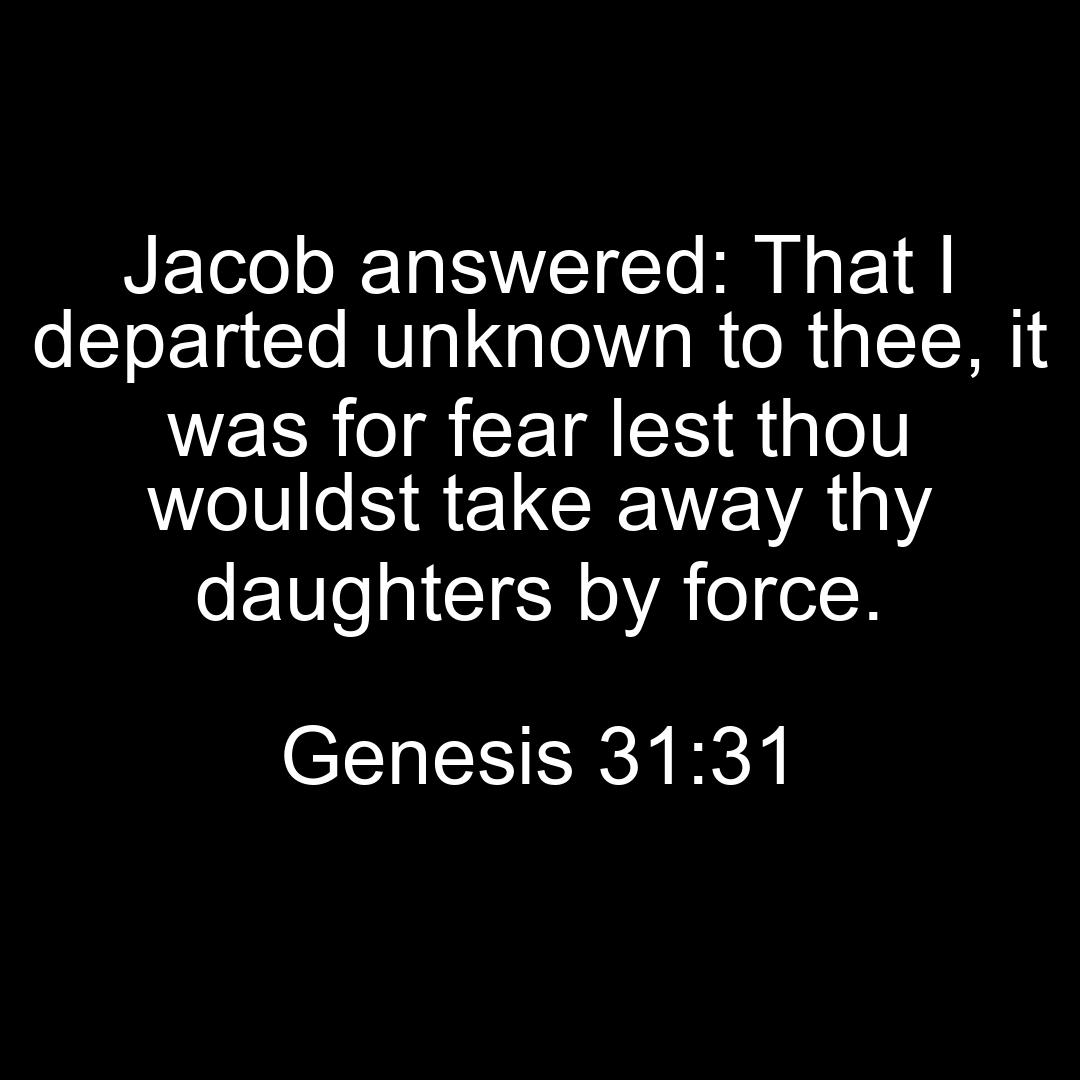 Jacob answered: That I
departed unknown to thee, it
was for fear lest thou
wouldst take away thy
daughters by force.
Genesis 31:31